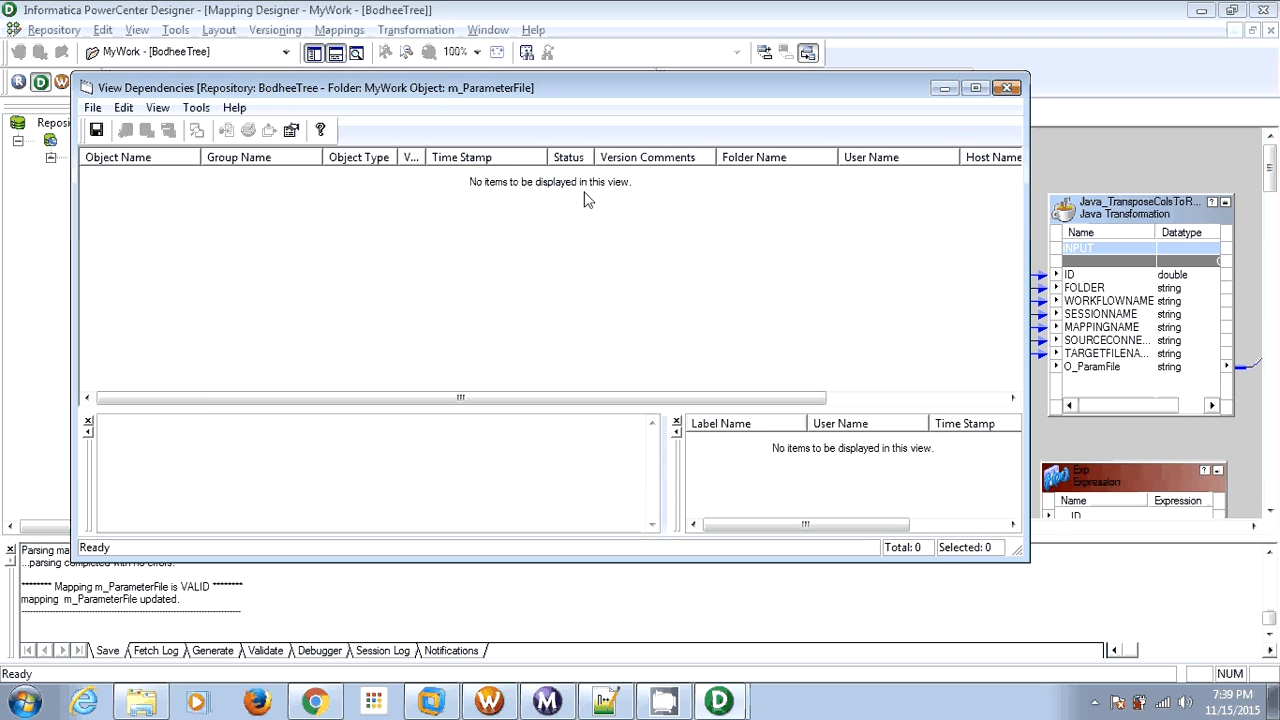 Informatica PowerCenter Designer - [Mapping Designer - MyWork - [BodheeTree]]
Repository Edit View Tools Layout Versioning Mappings Transformation Window Help
MyWork - [BodheeTree] 100%
R D W
View Dependencies [Repository: BodheeTree - Folder: MyWork Object: m_ParameterFile]
File Edit View Tools Help
Object Name Group Name Object Type V... Time Stamp Status Version Comments Folder Name User Name Host Name
No items to be displayed in this view.
Label Name User Name Time Stamp
No items to be displayed in this view.
Ready Total: 0 Selected: 0
Reposi
Java_TransposeColsToR...
Java Transformation
Name Datatype
INPUT
ID double
FOLDER string
WORKFLOWNAME string
SESSIONNAME string
MAPPINGNAME string
SOURCECONNE... string
TARGETFILENA... string
O_ParamFile string
Exp
Expression
Name Expression
ID
Parsing ma
...parsing completed with no errors.
******** Mapping m_ParameterFile is VALID ********
mapping m_ParameterFile updated.
Save Fetch Log Generate Validate Debugger Session Log Notifications
Ready NUM
7:39 PM
11/15/2015